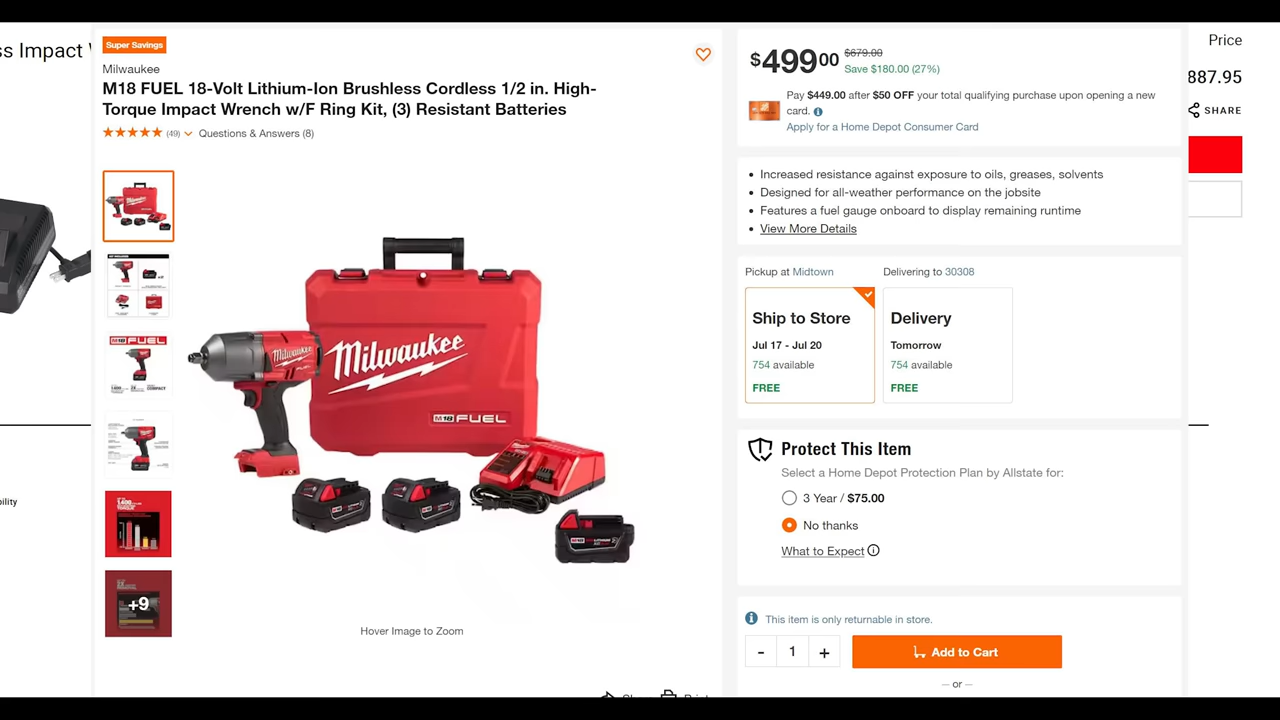 ss Impact
Super Savings
Milwaukee
M18 FUEL 18-Volt Lithium-Ion Brushless Cordless 1/2 in. High-
Torque Impact Wrench w/F Ring Kit, (3) Resistant Batteries
(49)
Questions & Answers (8)
M18 FUEL
Milwaukee
Milwaukee
FUEL
M18 FUEL
+9
Hover Image to Zoom
$49900 $679.00
Save $180.00 (27%)
Pay $449.00 after $50 OFF your total qualifying purchase upon opening a new
card.
Apply for a Home Depot Consumer Card
• Increased resistance against exposure to oils, greases, solvents
• Designed for all-weather performance on the jobsite
• Features a fuel gauge onboard to display remaining runtime
• View More Details
Pickup at Midtown
Delivering to 30308
Ship to Store
Jul 17 - Jul 20
754 available
FREE
Delivery
Tomorrow
754 available
FREE
Protect This Item
Select a Home Depot Protection Plan by Allstate for:
3 Year / $75.00
No thanks
What to Expect
This item is only returnable in store.
- 1 +
Add to Cart
— or —
Price
887.95
SHARE
bility